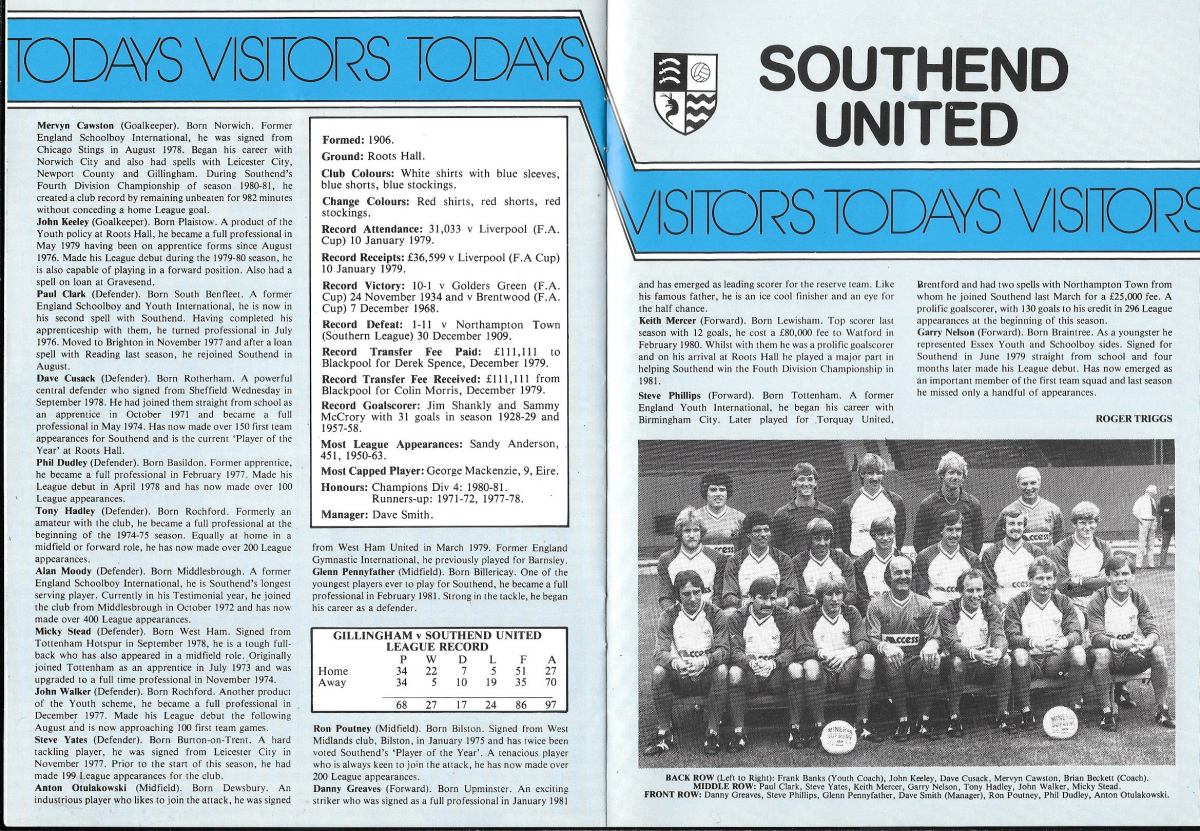 TODAYS VISITORS TODAYS
Mervyn Cawston (Goalkeeper). Born Norwich. Former
England Schoolboy International, he was signed from
Chicago Stings in August 1978. Began his career with
Norwich City and also had spells with Leicester City,
Newport County and Gillingham. During Southend's
Fourth Division Championship of season 1980-81, he
created a club record by remaining unbeaten for 982 minutes
without conceding a home League goal.
John Keeley (Goalkeeper). Born Plaistow. A product of the
Youth policy at Roots Hall, he became a full professional in
May 1979 having been on apprentice forms since August
1976. Made his League debut during the 1979-80 season, he
is also capable of playing in a forward position. Also had a
spell on loan at Gravesend.
Paul Clark (Defender). Born South Benfleet. A former
England Schoolboy and Youth International, he is now in
his second spell with Southend. Having completed his
apprenticeship with them, he turned professional in July
1976. Moved to Brighton in November 1977 and after a loan
spell with Reading last season, he rejoined Southend in
August.
Dave Cusack (Defender). Born Rotherham. A powerful
central defender who signed from Sheffield Wednesday in
September 1978. He had joined them straight from school as
an apprentice in October 1971 and became a full
professional in May 1974. Has now made over 150 first team
appearances for Southend and is the current 'Player of the
Year' at Roots Hall.
Phil Dudley (Defender). Born Basildon. Former apprentice,
he became a full professional in February 1977. Made his
League debut in April 1978 and has now made over 100
League appearances.
Tony Hadley (Defender). Born Rochford. Formerly an
amateur with the club, he became a full professional at the
beginning of the 1974-75 season. Equally at home in a
midfield or forward role, he has now made over 200 League
appearances.
Alan Moody (Defender). Born Middlesbrough. A former
England Schoolboy International, he is Southend's longest
serving player. Currently in his Testimonial year, he joined
the club from Middlesbrough in October 1972 and has now
made over 400 League appearances.
Micky Stead (Defender). Born West Ham. Signed from
Tottenham Hotspur in September 1978, he is a tough full-
back who has also appeared in a midfield role. Originally
joined Tottenham as an apprentice in July 1973 and was
upgraded to a full time professional in November 1974.
John Walker (Defender). Born Rochford. Another product
of the Youth scheme, he became a full professional in
December 1977. Made his League debut the following
August and is now approaching 100 first team games.
Steve Yates (Defender). Born Burton-on-Trent. A hard
tackling player, he was signed from Leicester City in
November 1977. Prior to the start of this season, he had
made 199 League appearances for the club.
Anton Otulakowski (Midfield). Born Dewsbury. An
industrious player who likes to join the attack, he was signed
Formed: 1906.
Ground: Roots Hall.
Club Colours: White shirts with blue sleeves,
blue shorts, blue stockings.
Change Colours: Red shirts, red shorts, red
stockings.
Record Attendance: 31,033 v Liverpool (F.A.
Cup) 10 January 1979.
Record Receipts: £36,599 v Liverpool (F.A Cup)
10 January 1979.
Record Victory: 10-1 v Golders Green (F.A.
Cup) 24 November 1934 and v Brentwood (F.A.
Cup) 7 December 1968.
Record Defeat: 1-11 v Northampton Town
(Southern League) 30 December 1909.
Record Transfer Fee Paid: £111,111 to
Blackpool for Derek Spence, December 1979.
Record Transfer Fee Received: £111,111 from
Blackpool for Colin Morris, December 1979.
Record Goalscorer: Jim Shankly and Sammy
McCrory with 31 goals in season 1928-29 and
1957-58.
Most League Appearances: Sandy Anderson,
451, 1950-63.
Most Capped Player: George Mackenzie, 9, Eire.
Honours: Champions Div 4: 1980-81.
Runners-up: 1971-72, 1977-78.
Manager: Dave Smith.
from West Ham United in March 1979. Former England
Gymnastic International, he previously played for Barnsley.
Glenn Pennyfather (Midfield). Born Billericay. One of the
youngest players ever to play for Southend, he became a full
professional in February 1981. Strong in the tackle, he began
his career as a defender.
GILLINGHAM v SOUTHEND UNITED
LEAGUE RECORD
P W D L F A
Home 34 22 7 5 51 27
Away 34 5 10 19 35 70
68 27 17 24 86 97
Ron Poutney (Midfield). Born Bilston. Signed from West
Midlands club, Bilston, in January 1975 and has twice been
voted Southend's 'Player of the Year'. A tenacious player
who is always keen to join the attack, he has now made over
200 League appearances.
Danny Greaves (Forward). Born Upminster. An exciting
striker who was signed as a full professional in January 1981
SOUTHEND
UNITED
VISITORS TODAYS VISITORS
and has emerged as leading scorer for the reserve team. Like
his famous father, he is an ice cool finisher and an eye for
the half chance.
Keith Mercer (Forward). Born Lewisham. Top scorer last
season with 12 goals, he cost a £80,000 fee to Watford in
February 1980. Whilst with them he was a prolific goalscorer
and on his arrival at Roots Hall he played a major part in
helping Southend win the Fouth Division Championship in
1981.
Steve Phillips (Forward). Born Tottenham. A former
England Youth International, he began his career with
Birmingham City. Later played for Torquay United,
Brentford and had two spells with Northampton Town from
whom he joined Southend last March for a £25,000 fee. A
prolific goalscorer, with 130 goals to his credit in 296 League
appearances at the beginning of this season.
Garry Nelson (Forward). Born Braintree. As a youngster he
represented Essex Youth and Schoolboy sides. Signed for
Southend in June 1979 straight from school and four
months later made his League debut. Has now emerged as
an important member of the first team squad and last season
he missed only a handful of appearances.
ROGER TRIGGS
access
MINERVA
SUPREME
BACK ROW (Left to Right): Frank Banks (Youth Coach), John Keeley, Dave Cusack, Mervyn Cawston, Brian Beckett (Coach).
MIDDLE ROW: Paul Clark, Steve Yates, Keith Mercer, Garry Nelson, Tony Hadley, John Walker, Micky Stead.
FRONT ROW: Danny Greaves, Steve Phillips, Glenn Pennyfather, Dave Smith (Manager), Ron Poutney, Phil Dudley, Anton Otulakowski.